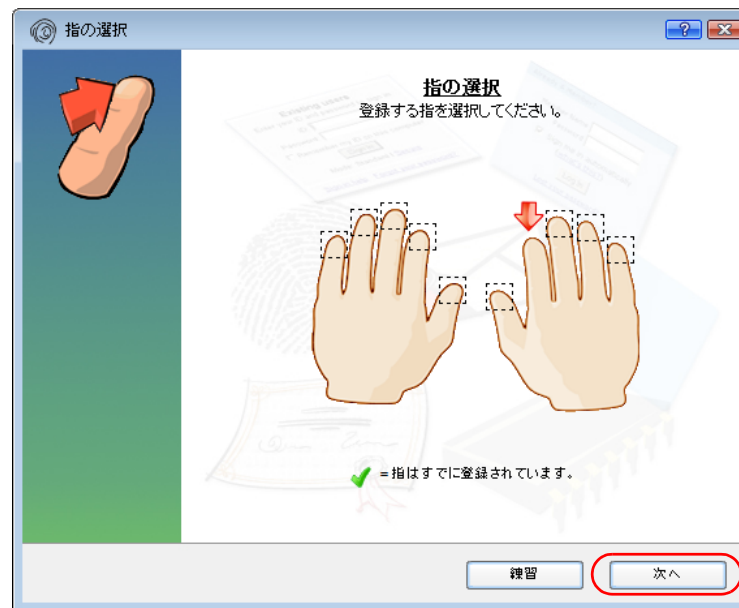 指の選択
?
指の選択
登録する指を選択してください。
Existing users
=指はすでに登録されています。
練習
次へ